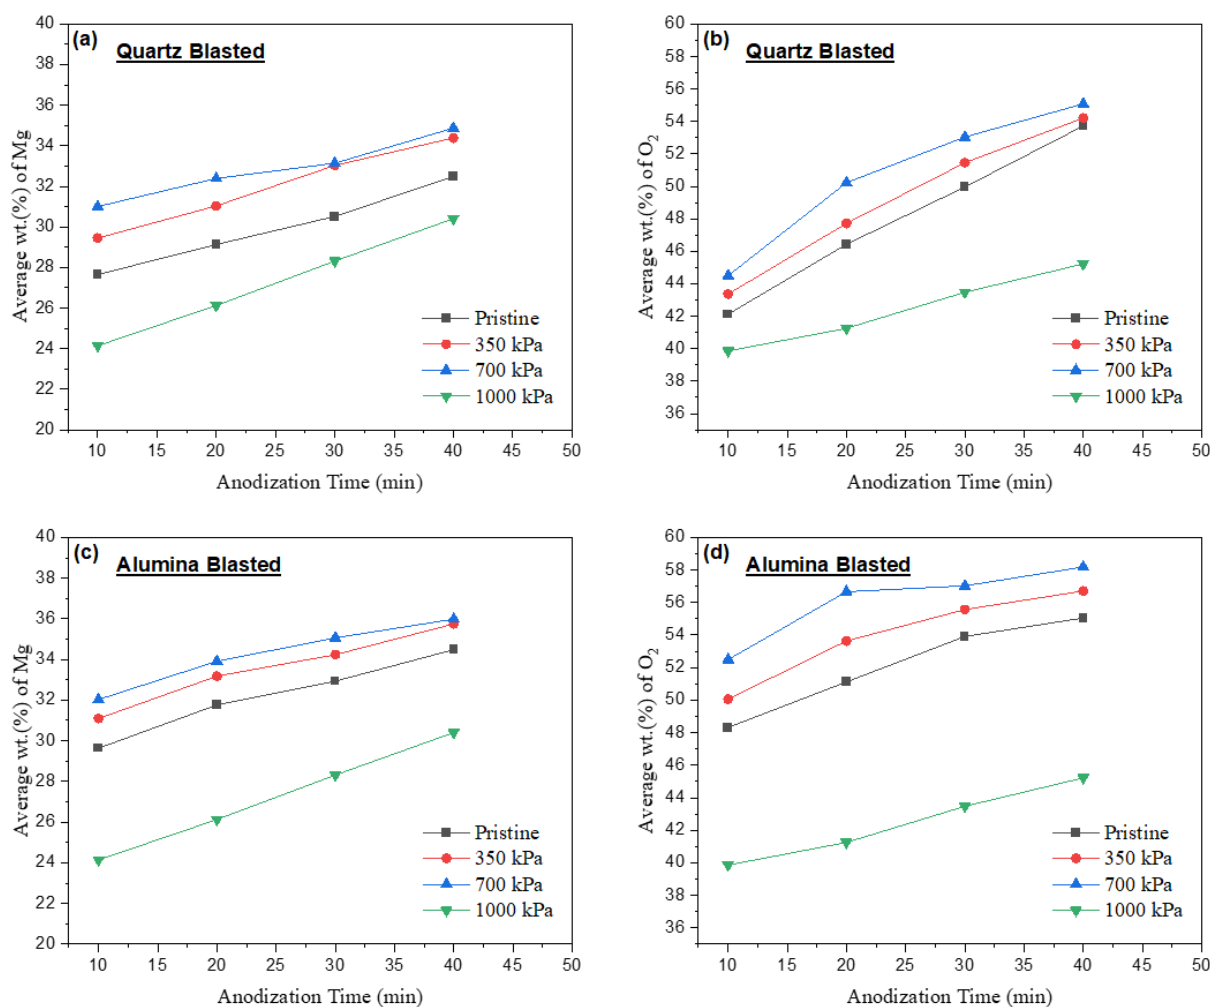 (a)
Quartz Blasted
40
38
36
34
32
30
28
26
24
22
20
Average wt.(%) of Mg
Pristine
350 kPa
700 kPa
1000 kPa
10 15 20 25 30 35 40 45 50
Anodization Time (min)
(b)
Quartz Blasted
60
58
56
54
52
50
48
46
44
42
40
38
36
Average wt.(%) of O2
Pristine
350 kPa
700 kPa
1000 kPa
10 15 20 25 30 35 40 45 50
Anodization Time (min)
(c)
Alumina Blasted
40
38
36
34
32
30
28
26
24
22
20
Average wt.(%) of Mg
Pristine
350 kPa
700 kPa
1000 kPa
10 15 20 25 30 35 40 45 50
Anodization Time (min)
(d)
Alumina Blasted
60
58
56
54
52
50
48
46
44
42
40
38
36
Average wt.(%) of O2
Pristine
350 kPa
700 kPa
1000 kPa
10 15 20 25 30 35 40 45 50
Anodization Time (min)